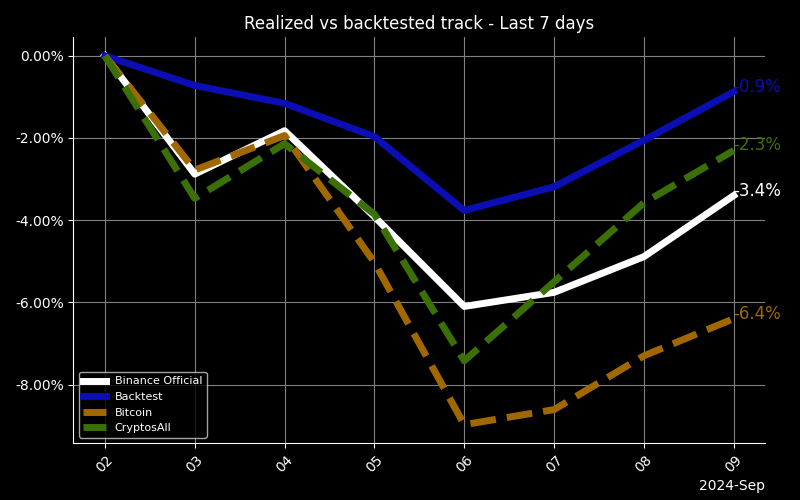 Realized vs backtested track - Last 7 days
0.00%
-2.00%
-4.00%
-6.00%
-8.00%
-0.9%
-2.3%
-3.4%
-6.4%
Binance Official
Backtest
Bitcoin
CryptosAll
02
03
04
05
06
07
08
09
2024-Sep